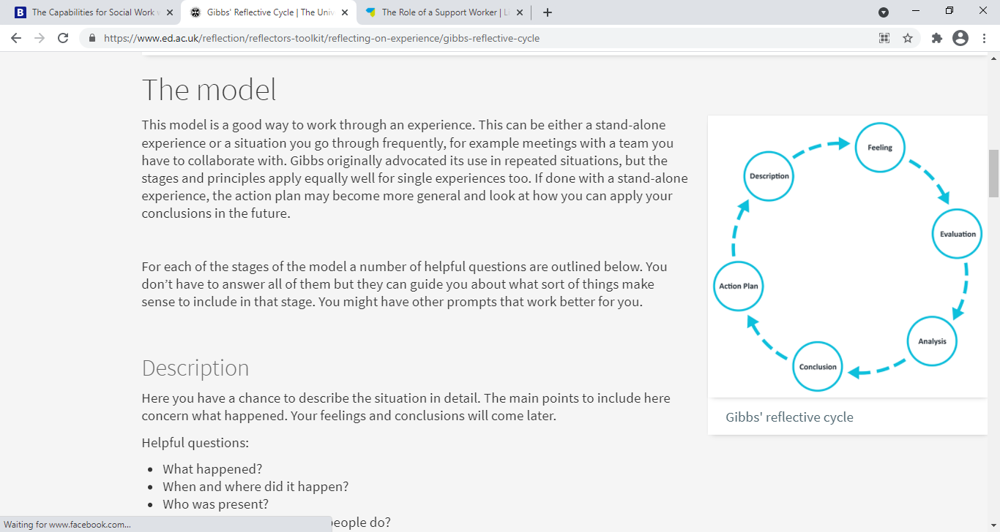 The Capabilities for Social Work
Gibbs' Reflective Cycle | The Univ
The Role of a Support Worker |
https://www.ed.ac.uk/reflection/reflectors-toolkit/reflecting-on-experience/gibbs-reflective-cycle
The model
This model is a good way to work through an experience. This can be either a stand-alone
experience or a situation you go through frequently, for example meetings with a team you
have to collaborate with. Gibbs originally advocated its use in repeated situations, but the
stages and principles apply equally well for single experiences too. If done with a stand-alone
experience, the action plan may become more general and look at how you can apply your
conclusions in the future.
For each of the stages of the model a number of helpful questions are outlined below. You
don’t have to answer all of them but they can guide you about what sort of things make
sense to include in that stage. You might have other prompts that work better for you.
Feeling
Description
Evaluation
Action Plan
Analysis
Conclusion
Gibbs' reflective cycle
Description
Here you have a chance to describe the situation in detail. The main points to include here
concern what happened. Your feelings and conclusions will come later.
Helpful questions:
• What happened?
• When and where did it happen?
• Who was present?
people do?
Waiting for www.facebook.com...